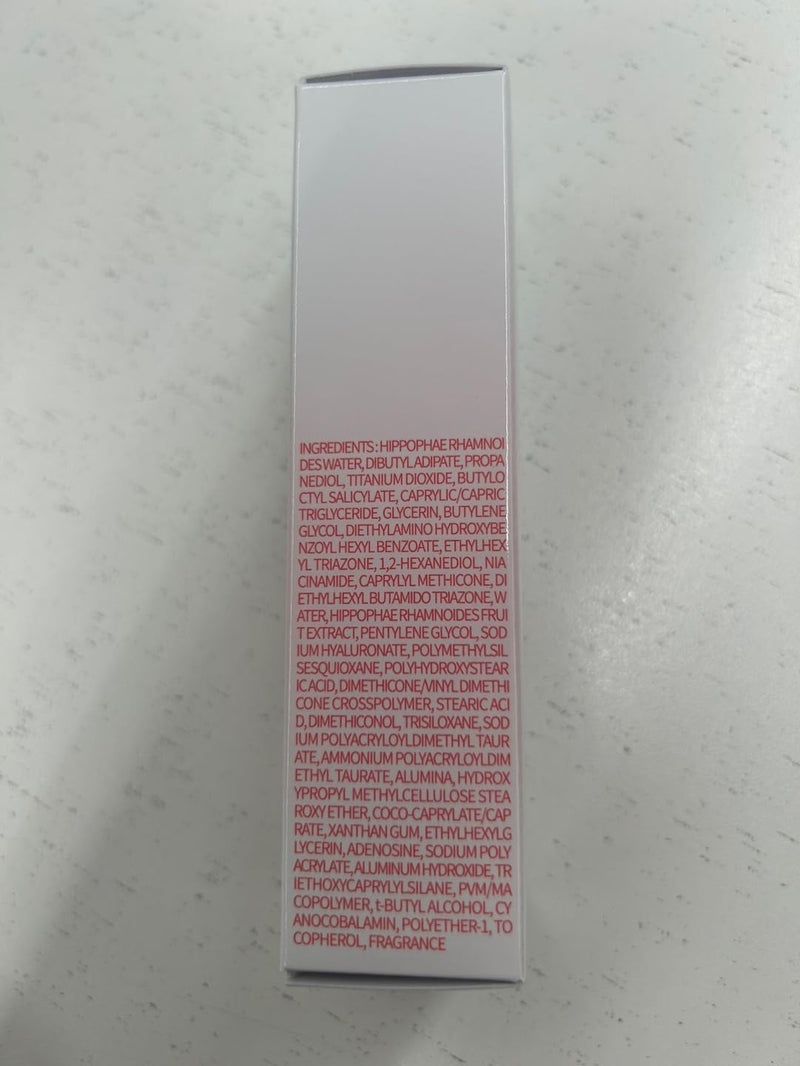 INGREDIENTS : HIPPOPHAE RHAMNOI
DES WATER, DIBUTYL ADIPATE, PROPA
NEDIOL, TITANIUM DIOXIDE, BUTYLO
CTYL SALICYLATE, CAPRYLIC/CAPRIC
TRIGLYCERIDE, GLYCERIN, BUTYLENE
GLYCOL, DIETHYLAMINO HYDROXYBE
NZOYL HEXYL BENZOATE, ETHYLHEX
YL TRIAZONE, 1,2-HEXANEDIOL, NIA
CINAMIDE, CAPRYLYL METHICONE, DI
ETHYLHEXYL BUTAMIDO TRIAZONE, W
ATER, HIPPOPHAE RHAMNOIDES FRUI
T EXTRACT, PENTYLENE GLYCOL, SOD
IUM HYALURONATE, POLYMETHYLSIL
SESQUIOXANE, POLYHYDROXYSTEAR
IC ACID, DIMETHICONE/VINYL DIMETHI
CONE CROSSPOLYMER, STEARIC ACI
D, DIMETHICONOL, TRISILOXANE, SOD
IUM POLYACRYLOYLDIMETHYL TAUR
ATE, AMMONIUM POLYACRYLOYLDIM
ETHYL TAURATE, ALUMINA, HYDROX
YPROPYL METHYLCELLULOSE STEA
ROXY ETHER, COCO-CAPRYLATE/CAP
RATE, XANTHAN GUM, ETHYLHEXYLG
LYCERIN, ADENOSINE, SODIUM POLY
ACRYLATE, ALUMINUM HYDROXIDE, TR
IETHOXYCAPRYLYLSILANE, PVM/MA
COPOLYMER, t-BUTYL ALCOHOL, CY
ANOCOBALAMIN, POLYETHER-1, TO
COPHEROL, FRAGRANCE